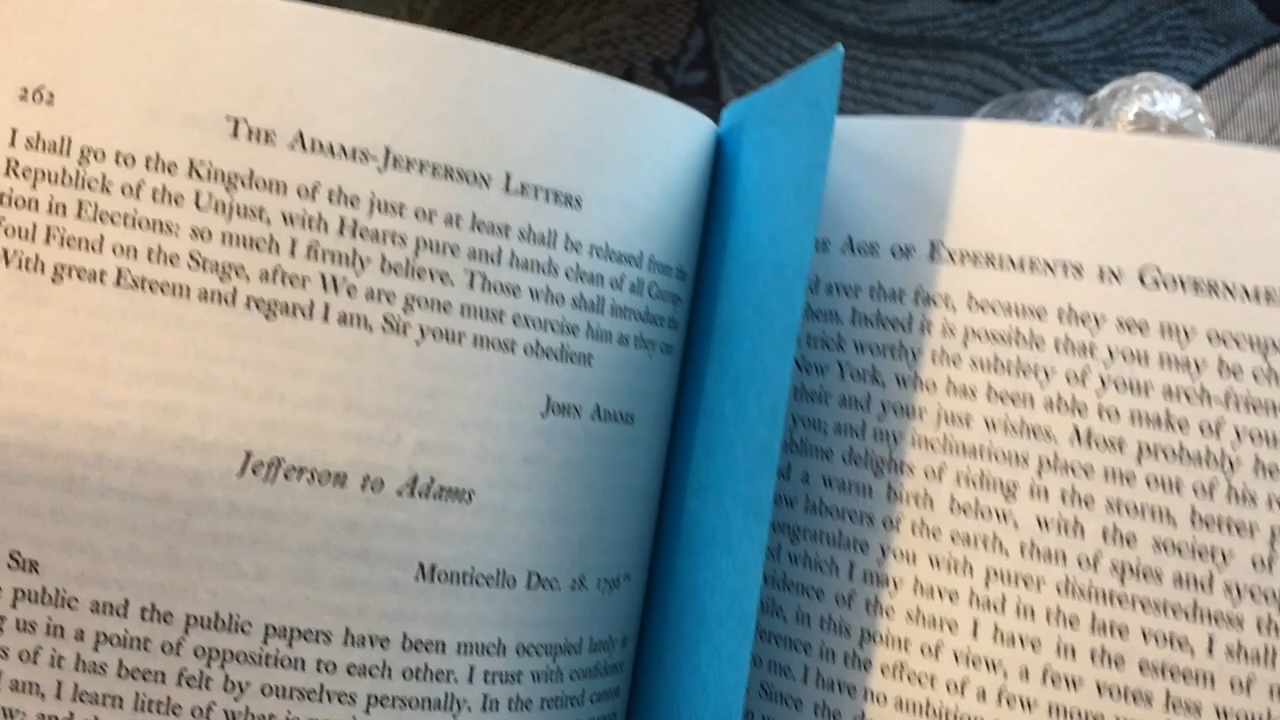 262
THE ADAMS-JEFFERSON LETTERS
I shall go to the Kingdom of the just or at least shall be released from the
Republick of the Unjust, with Hearts pure and hands clean of all Corrup-
tion in Elections: so much I firmly believe. Those who shall introduce the
foul Fiend on the Stage, after We are gone must exorcise him as they can
With great Esteem and regard I am, Sir your most obedient
JOHN ADAMS
Jefferson to Adams
Monticello Dec. 28. 1796
SIR
public and the public papers have been much occupied lately in
us in a point of opposition to each other. I trust with confidence
of it has been felt by ourselves personally. In the retired canton
I am, I learn little of what is
AGE OF EXPERIMENTS IN GOVERNME
aver that fact, because they see my occup
them. Indeed it is possible that you may be ch
trick worthy the subtlety of your arch-frien
New York, who has been able to make of your
their and your just wishes. Most probably he
you; and my inclinations place me out of his r
sublime delights of riding in the storm, better p
a warm birth below, with the society of
laborers of the earth, than of spies and syco
congratulate you with purer disinterestedness th
which I may have had in the late vote, I shall
evidence of the share I have in the esteem of
in this point of view, a few votes less woul
difference in the effect of a few more
me. I have no ambition
Since the